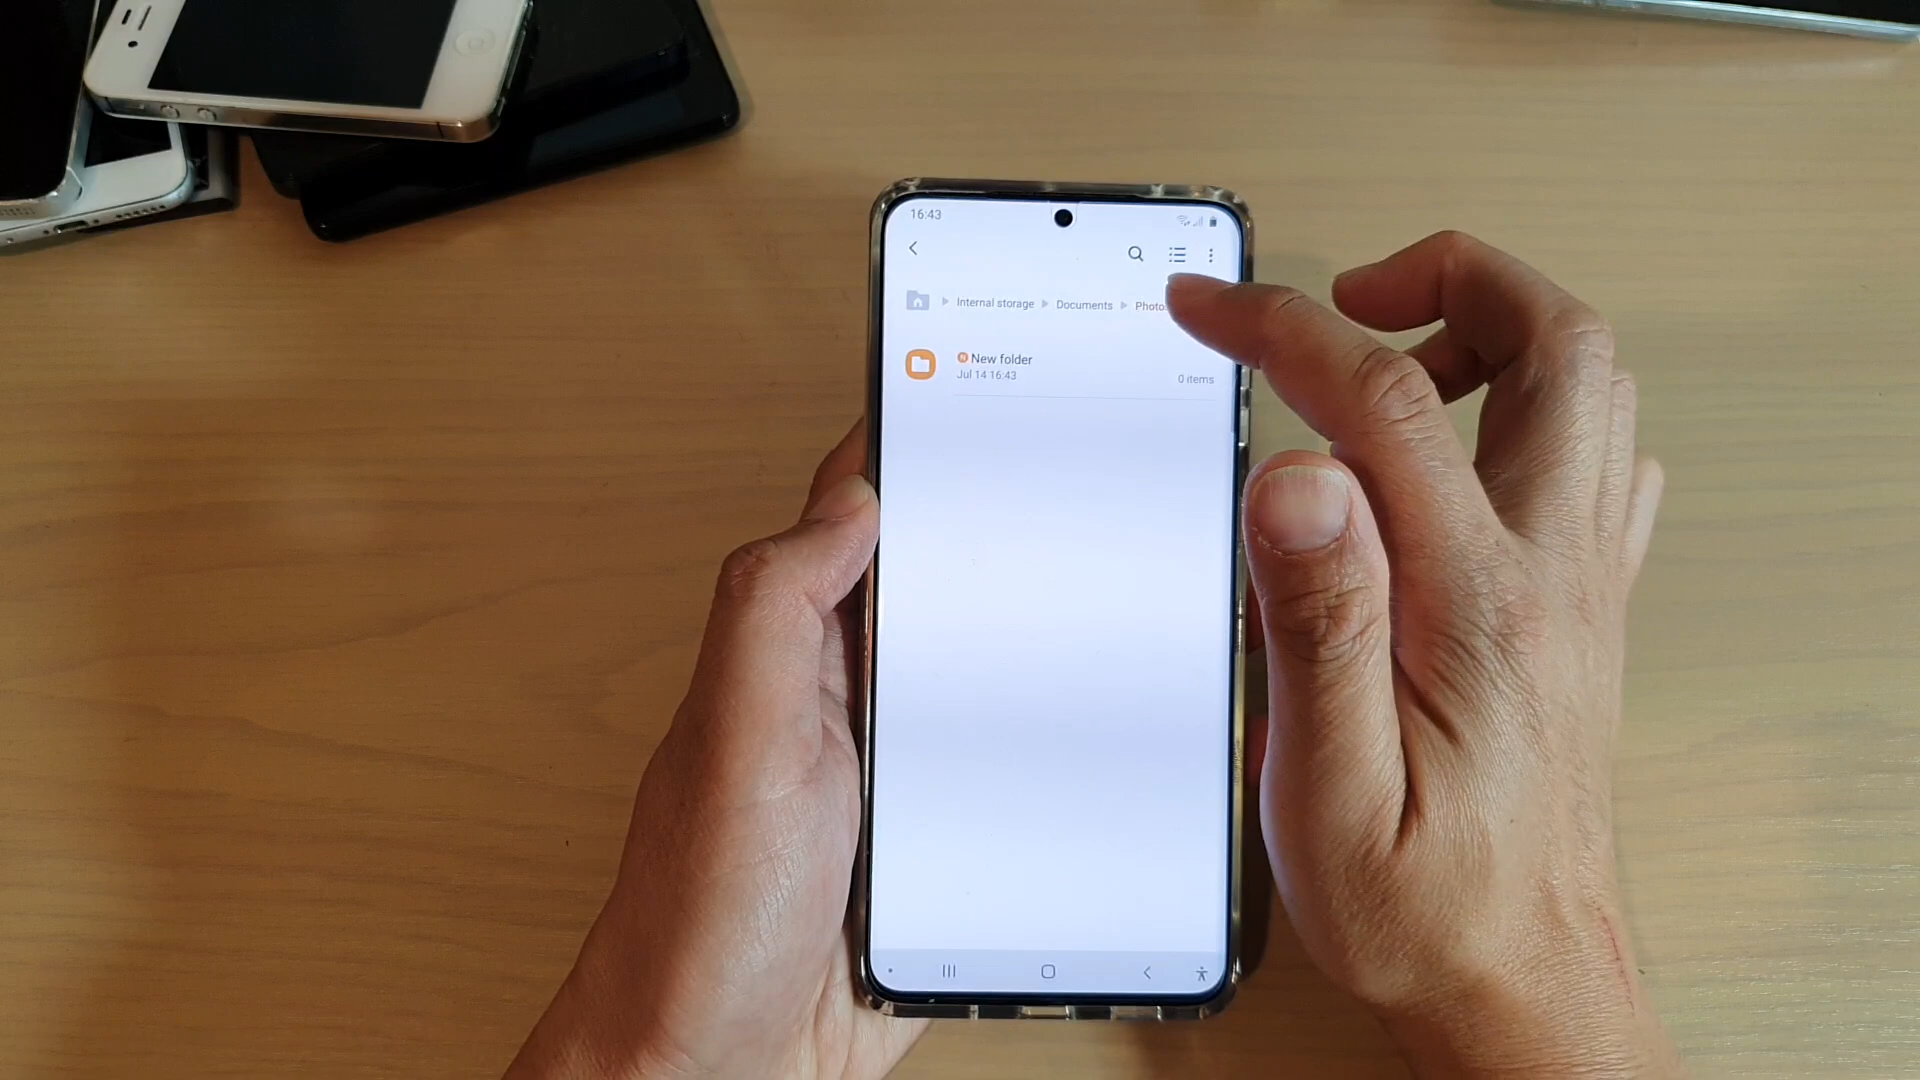 16:43
Internal storage Documents Photo
N New folder
Jul 14 16:43
0 items